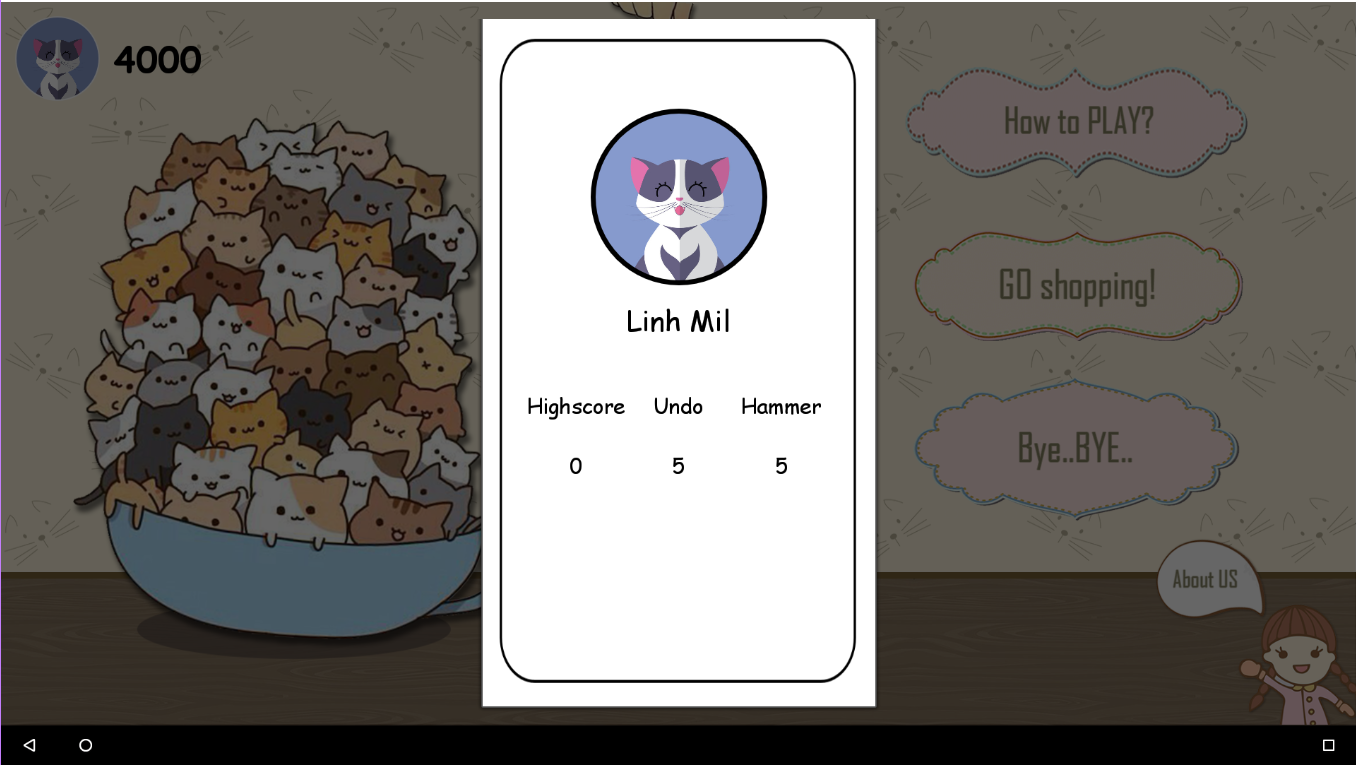 4000
Linh Mil
Highscore Undo Hammer
0 5 5
How to PLAY?
GO shopping!
Bye..BYE..
About US